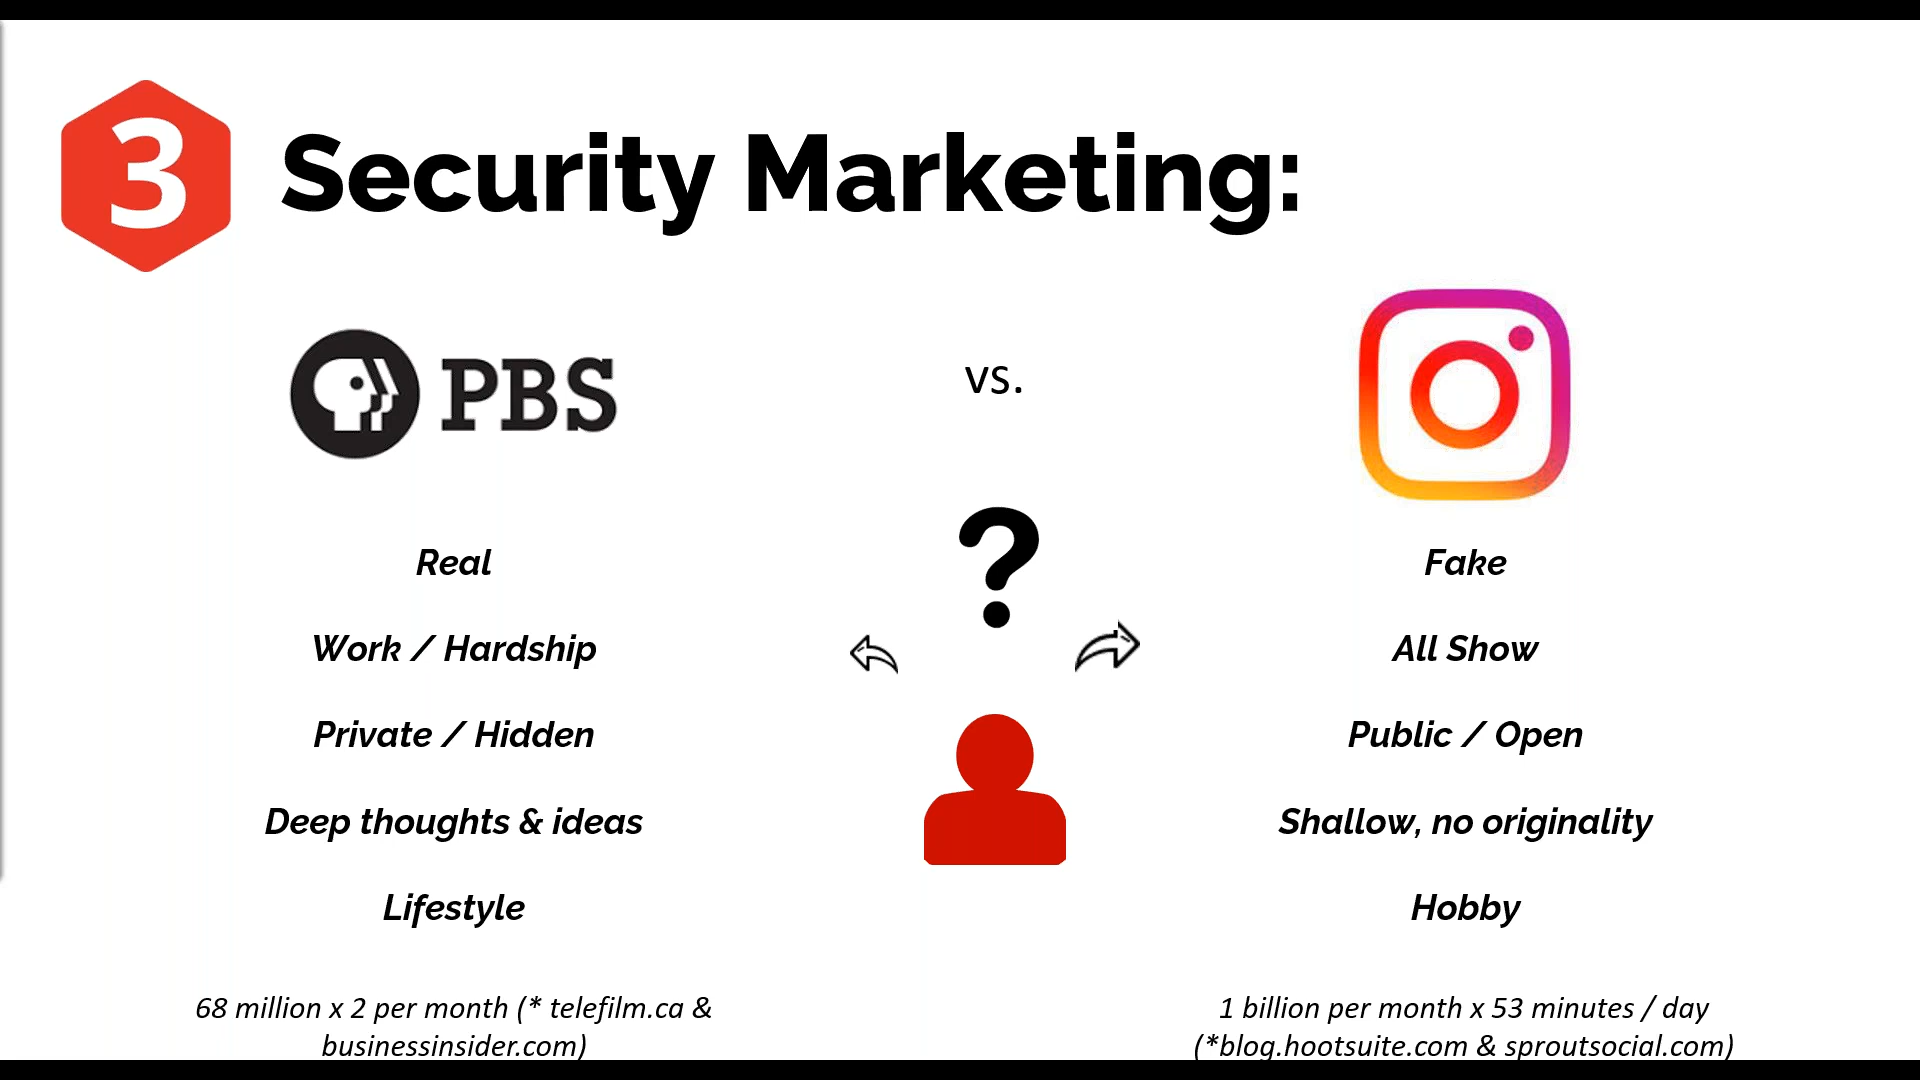 3
Security Marketing:
PBS
vs.
?
Real
Fake
Work / Hardship
All Show
Private / Hidden
Public / Open
Deep thoughts & ideas
Shallow, no originality
Lifestyle
Hobby
68 million x 2 per month (* telefilm.ca &
businessinsider.com)
1 billion per month x 53 minutes / day
(*blog.hootsuite.com & sproutsocial.com)